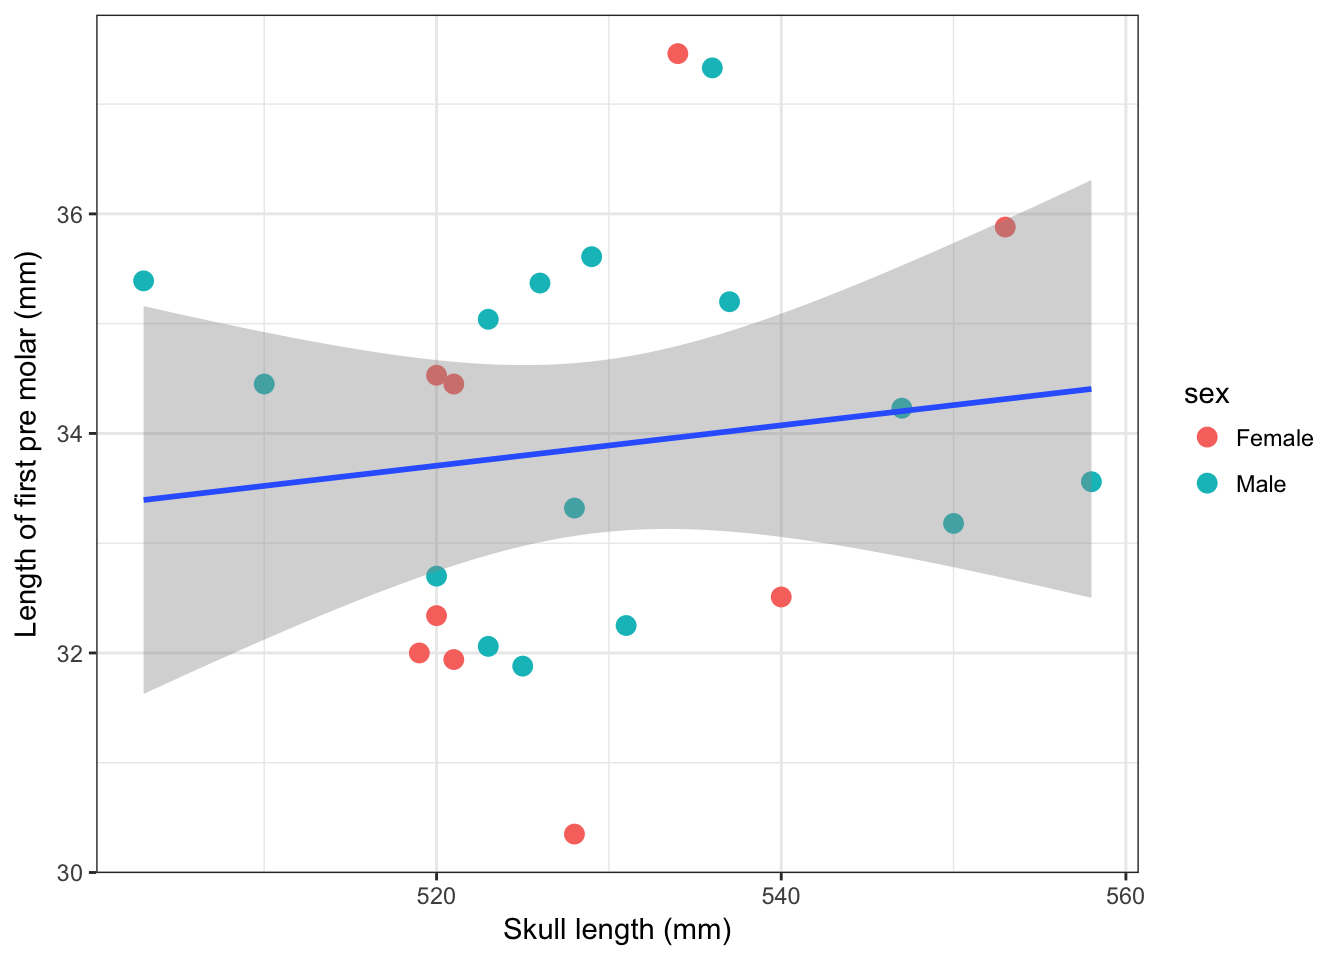 36
34
32
30
520
540
560
Skull length (mm)
Length of first pre molar (mm)
sex
Female
Male